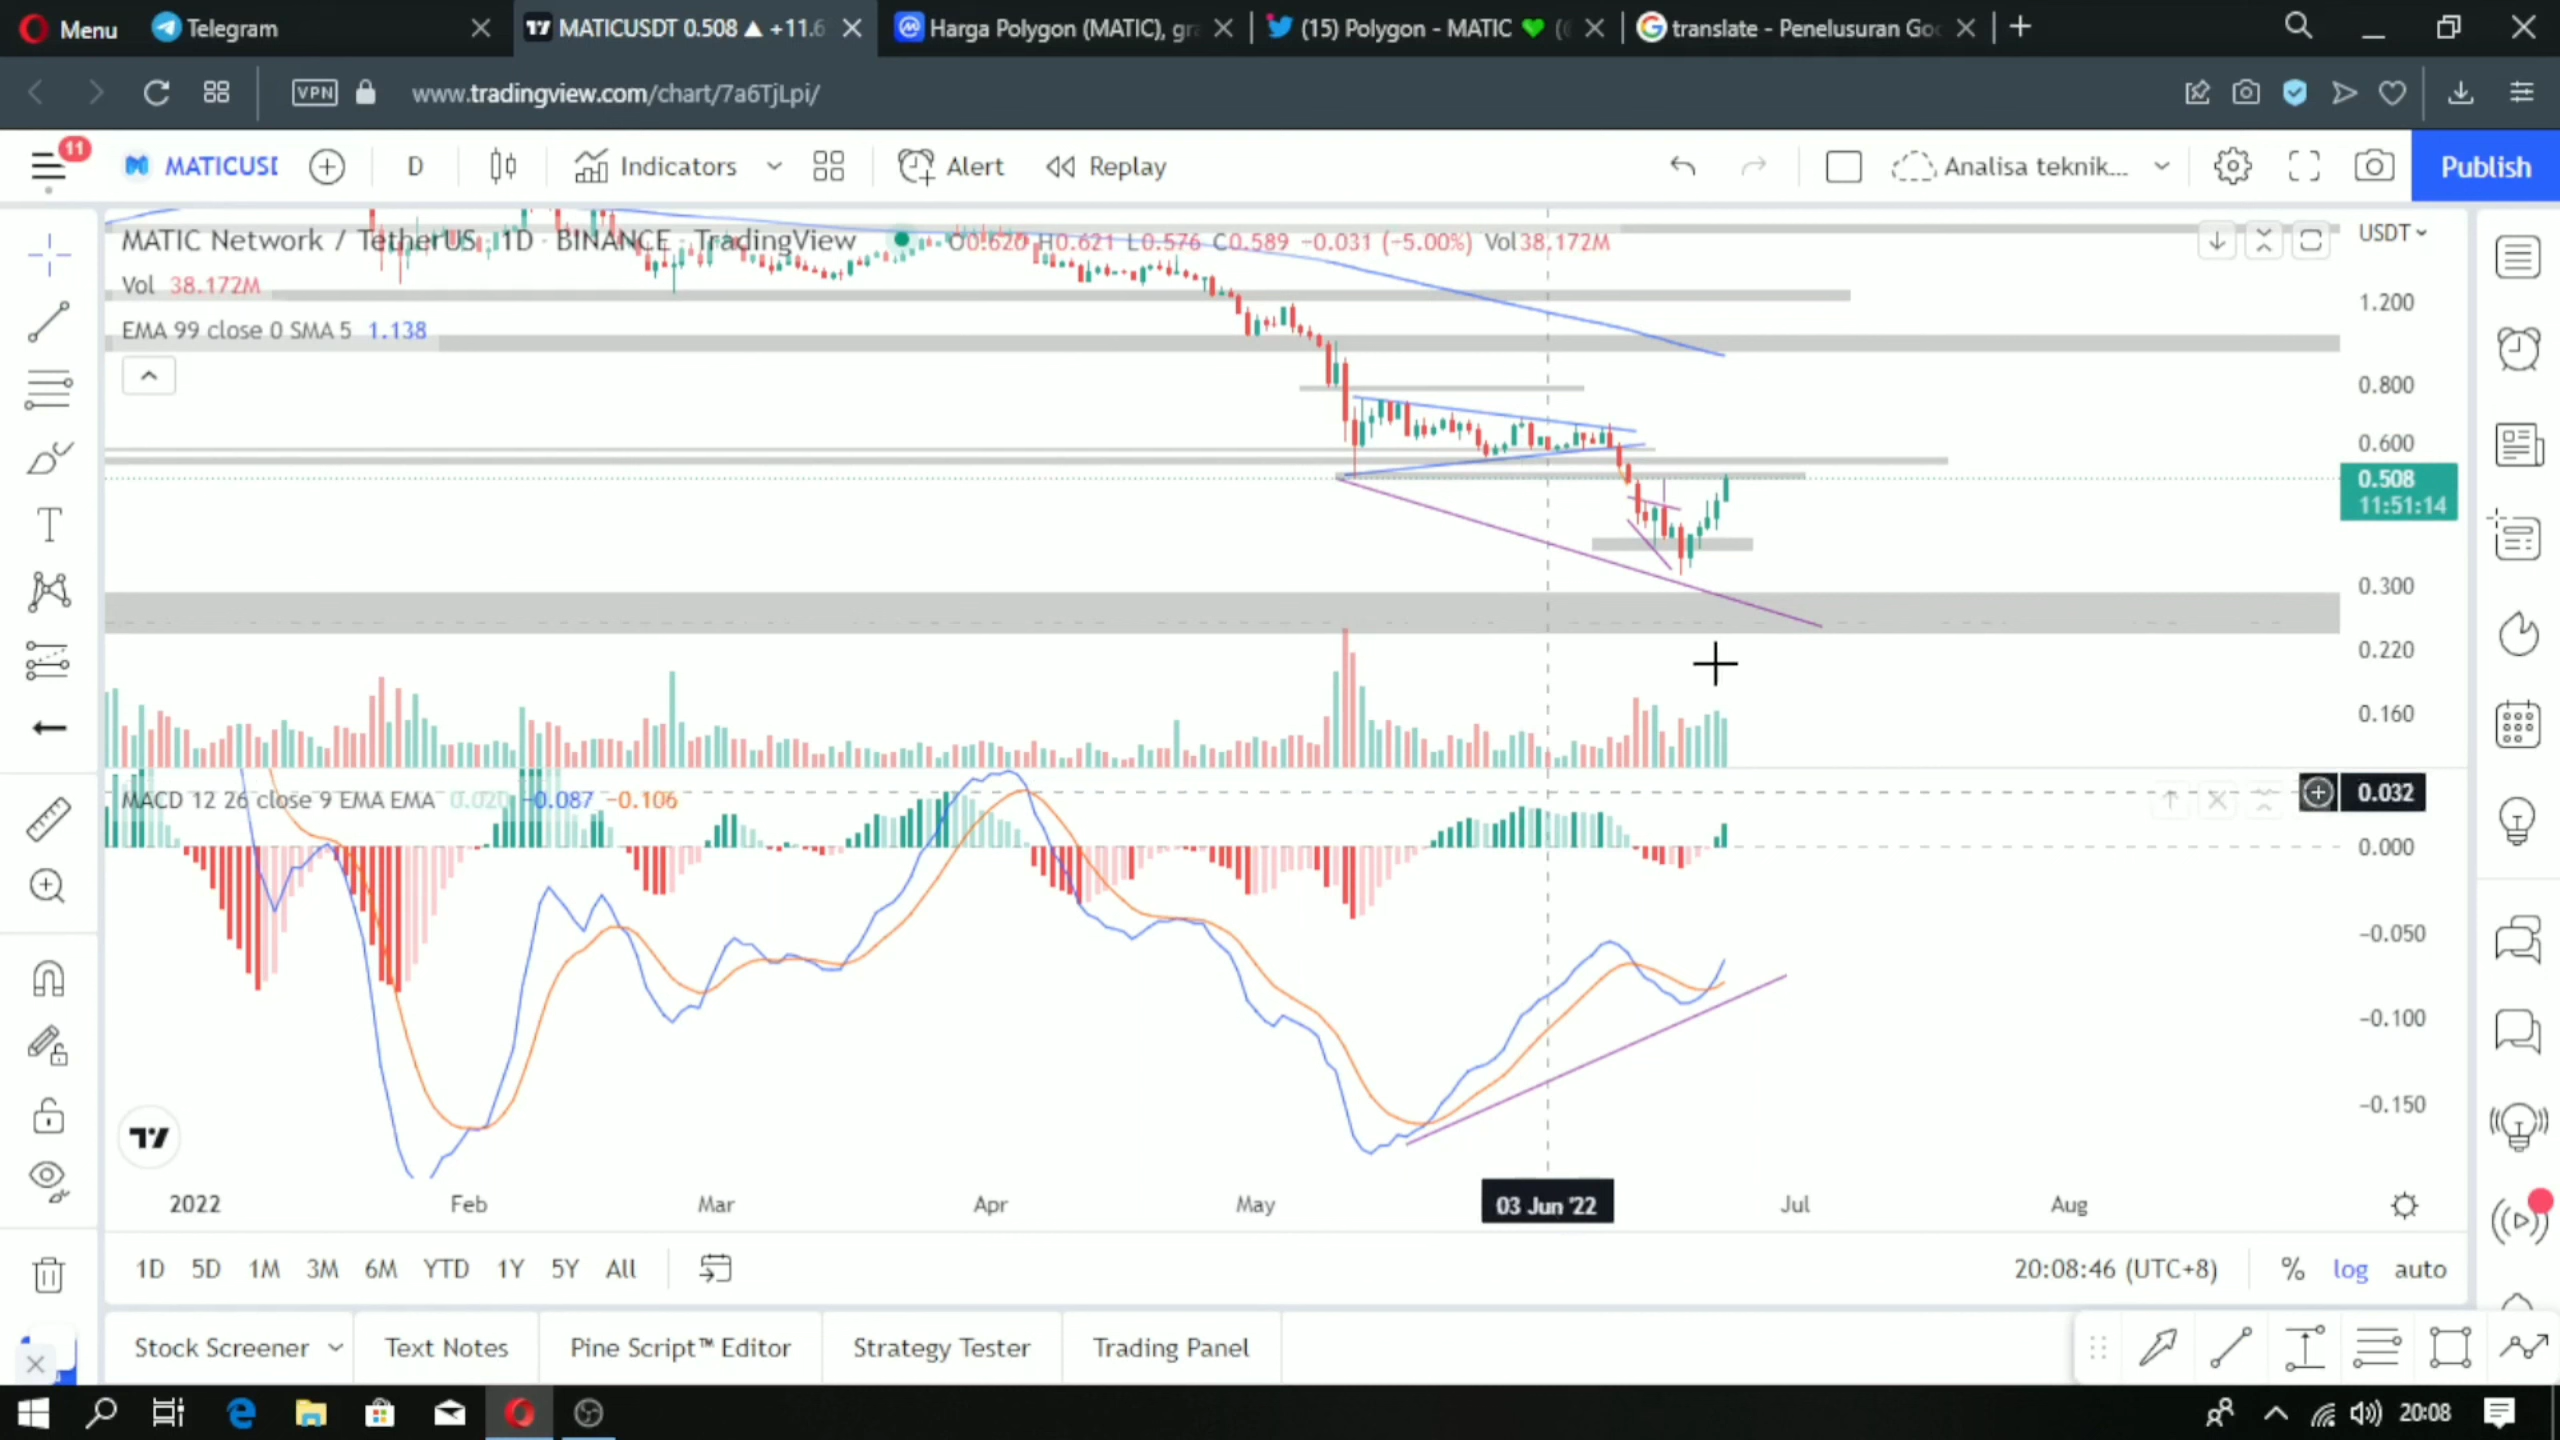 Menu Telegram MATICUSDT 0.508 ▲ +11.6 Harga Polygon (MATIC), gr (15) Polygon - MATIC 💚 translate - Penelusuran Goo
VPN www.tradingview.com/chart/7a6TjLpi/
11 MATICUSD D Indicators Alert Replay Analisa teknik... Publish
MATIC Network / TetherUS · 1D · BINANCE · TradingView O0.620 H0.621 L0.576 C0.589 −0.031 (−5.00%) Vol38.172M USDT
Vol 38.172M
1.200
EMA 99 close 0 SMA 5 1.138
0.800
0.600
0.508
11:51:14
0.300
0.220
0.160
MACD 12 26 close 9 EMA EMA 0.020 −0.087 −0.106 0.032
0.000
−0.050
−0.100
−0.150
2022 Feb Mar Apr May 03 Jun '22 Jul Aug
1D 5D 1M 3M 6M YTD 1Y 5Y All 20:08:46 (UTC+8) % log auto
Stock Screener Text Notes Pine Script™ Editor Strategy Tester Trading Panel
20:08